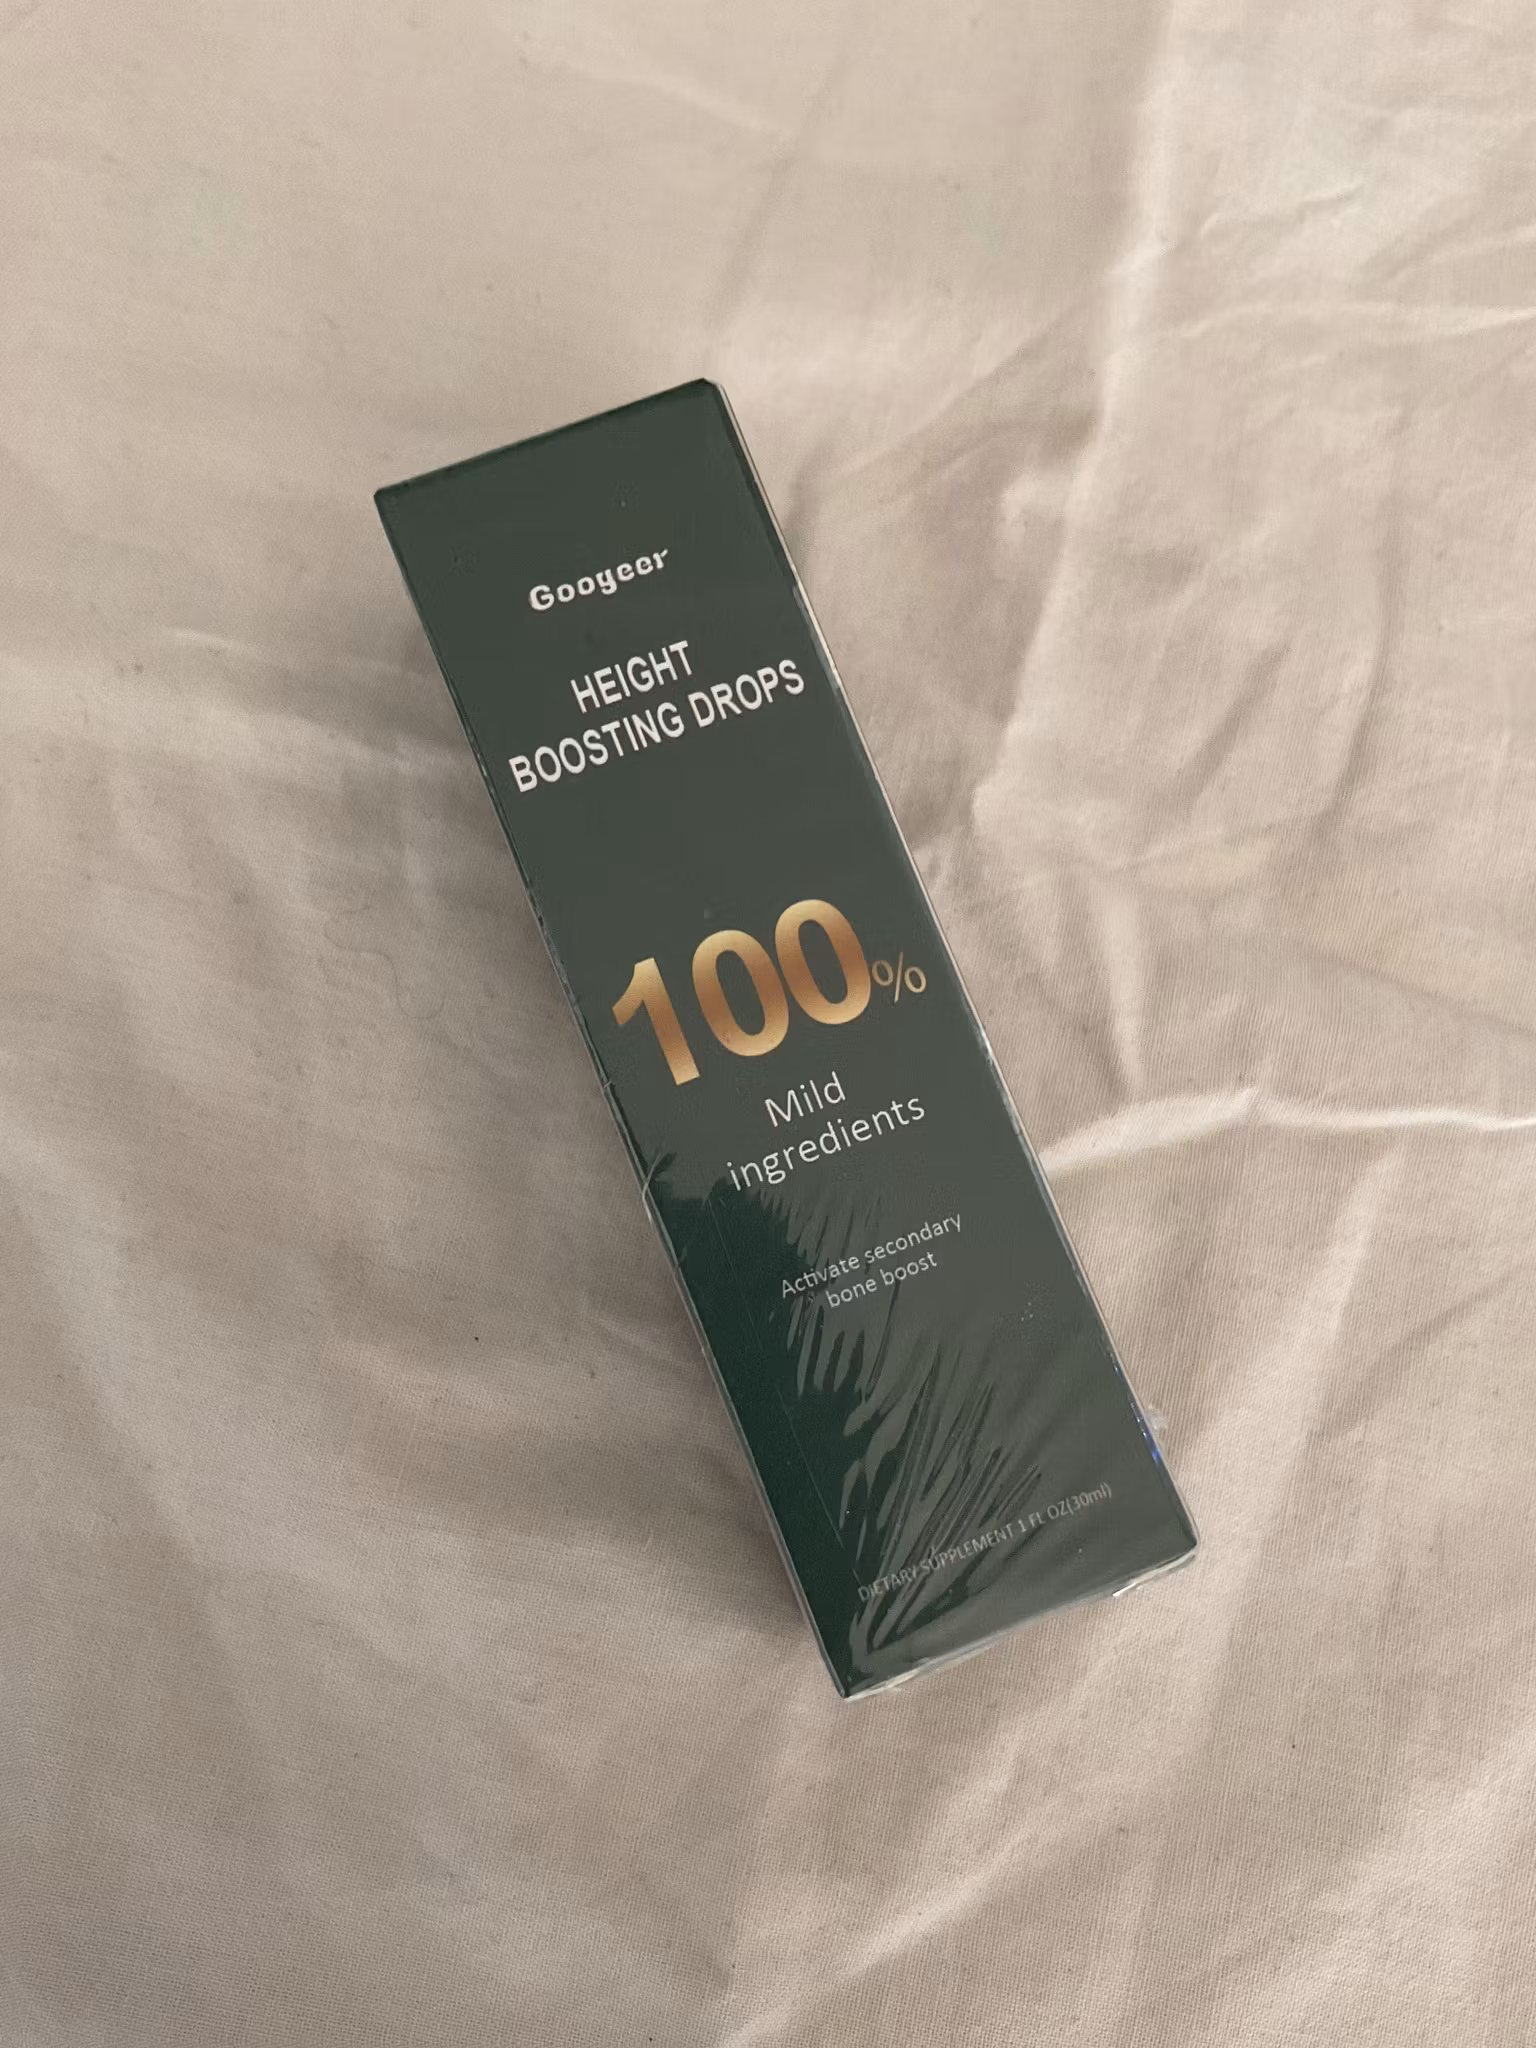 Googeer
HEIGHT
BOOSTING DROPS
100%
Mild
ingredients
Activate secondary
bone boost
DIETARY SUPPLEMENT 1 FL OZ(30ml)